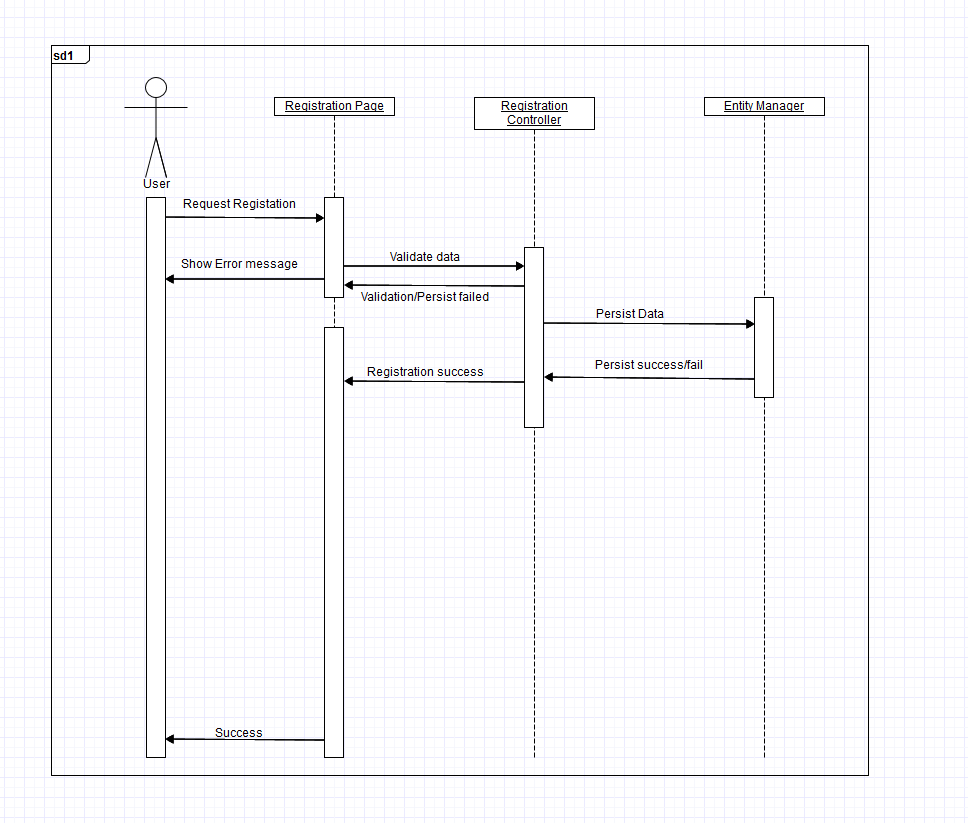 sd1
Registration Page
Registration
Controller
Entity Manager
User
Request Registation
Validate data
Show Error message
Validation/Persist failed
Persist Data
Persist success/fail
Registration success
Success